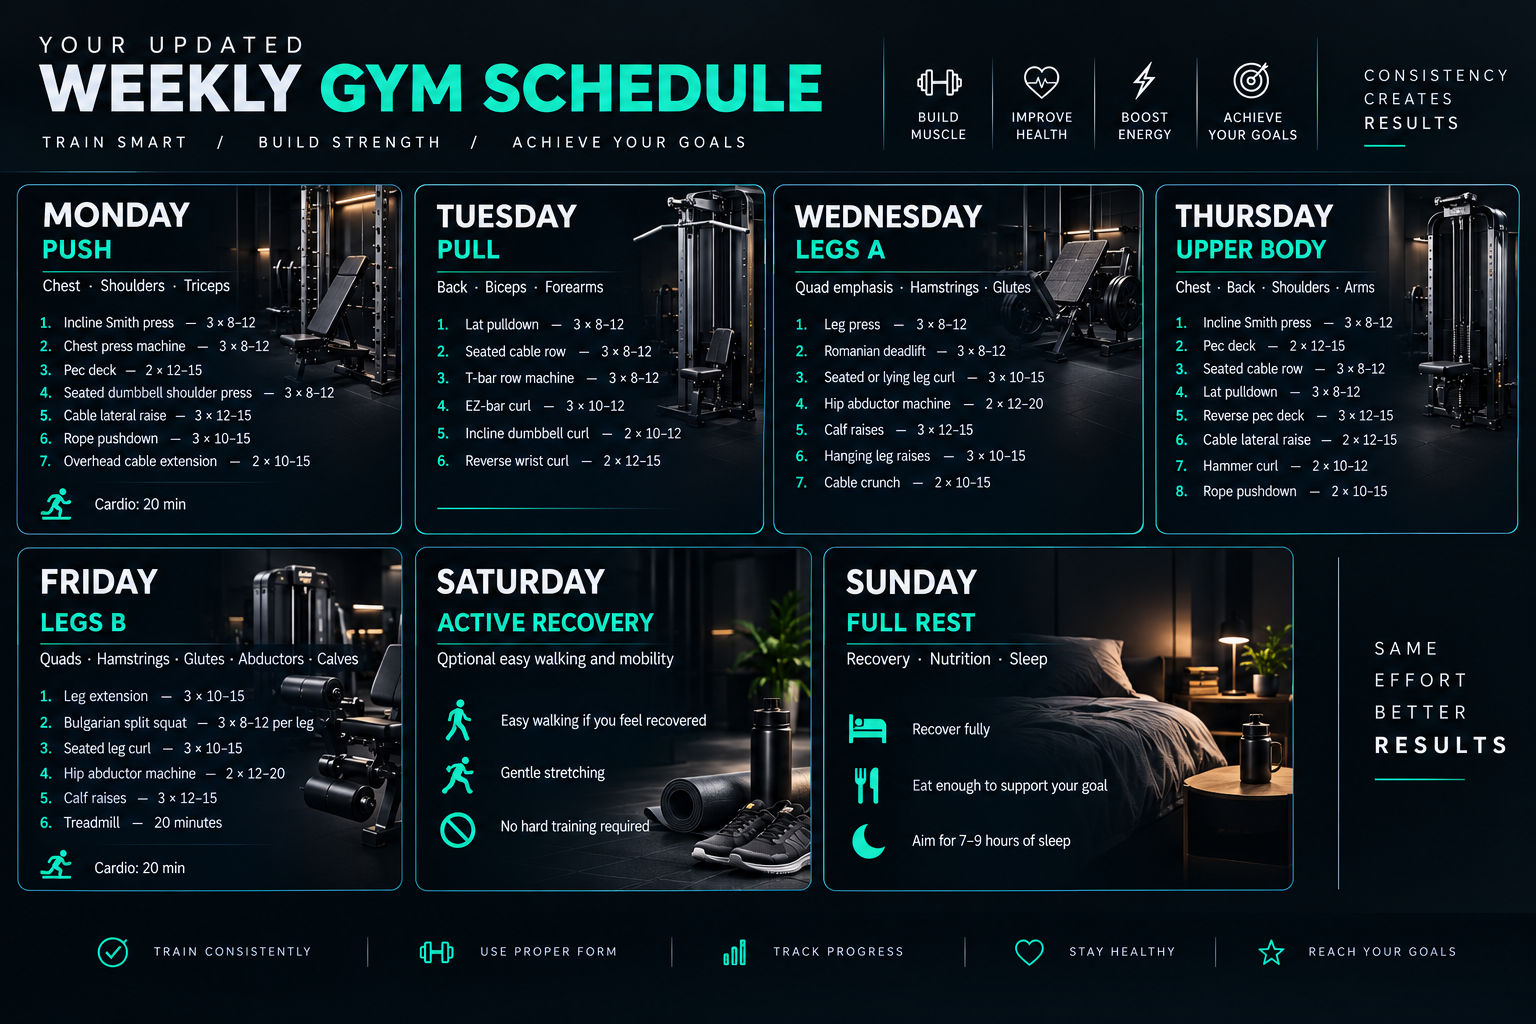 YOUR UPDATED
WEEKLY GYM SCHEDULE
TRAIN SMART / BUILD STRENGTH / ACHIEVE YOUR GOALS
BUILD
MUSCLE
IMPROVE
HEALTH
BOOST
ENERGY
ACHIEVE
YOUR GOALS
CONSISTENCY
CREATES
RESULTS
MONDAY
PUSH
Chest · Shoulders · Triceps
1. Incline Smith press — 3 × 8–12
2. Chest press machine — 3 × 8–12
3. Pec deck — 2 × 12–15
4. Seated dumbbell shoulder press — 3 × 8–12
5. Cable lateral raise — 3 × 12–15
6. Rope pushdown — 3 × 10–15
7. Overhead cable extension — 2 × 10–15
Cardio: 20 min
TUESDAY
PULL
Back · Biceps · Forearms
1. Lat pulldown — 3 × 8–12
2. Seated cable row — 3 × 8–12
3. T-bar row machine — 3 × 8–12
4. EZ-bar curl — 3 × 10–12
5. Incline dumbbell curl — 2 × 10–12
6. Reverse wrist curl — 2 × 12–15
WEDNESDAY
LEGS A
Quad emphasis · Hamstrings · Glutes
1. Leg press — 3 × 8–12
2. Romanian deadlift — 3 × 8–12
3. Seated or lying leg curl — 3 × 10–15
4. Hip abductor machine — 2 × 12–20
5. Calf raises — 3 × 12–15
6. Hanging leg raises — 3 × 10–15
7. Cable crunch — 2 × 10–15
THURSDAY
UPPER BODY
Chest · Back · Shoulders · Arms
1. Incline Smith press — 3 × 8–12
2. Pec deck — 2 × 12–15
3. Seated cable row — 3 × 8–12
4. Lat pulldown — 3 × 8–12
5. Reverse pec deck — 3 × 12–15
6. Cable lateral raise — 2 × 12–15
7. Hammer curl — 2 × 10–12
8. Rope pushdown — 2 × 10–15
FRIDAY
LEGS B
Quads · Hamstrings · Glutes · Abductors · Calves
1. Leg extension — 3 × 10–15
2. Bulgarian split squat — 3 × 8–12 per leg
3. Seated leg curl — 3 × 10–15
4. Hip abductor machine — 2 × 12–20
5. Calf raises — 3 × 12–15
6. Treadmill — 20 minutes
Cardio: 20 min
SATURDAY
ACTIVE RECOVERY
Optional easy walking and mobility
Easy walking if you feel recovered
Gentle stretching
No hard training required
SUNDAY
FULL REST
Recovery · Nutrition · Sleep
Recover fully
Eat enough to support your goal
Aim for 7–9 hours of sleep
SAME
EFFORT
BETTER
RESULTS
TRAIN CONSISTENTLY
USE PROPER FORM
TRACK PROGRESS
STAY HEALTHY
REACH YOUR GOALS